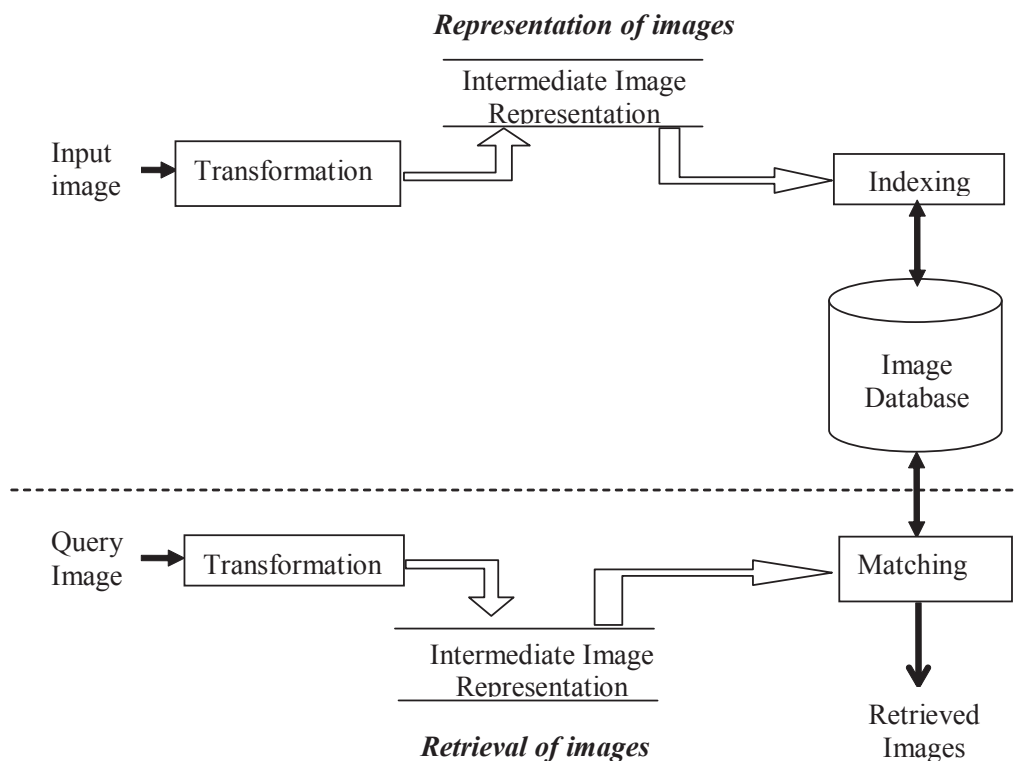 Representation of images
Intermediate Image
Representation
Input
image
Transformation
Indexing
Image
Database
Query
Image
Transformation
Matching
Intermediate Image
Representation
Retrieval of images
Retrieved
Images